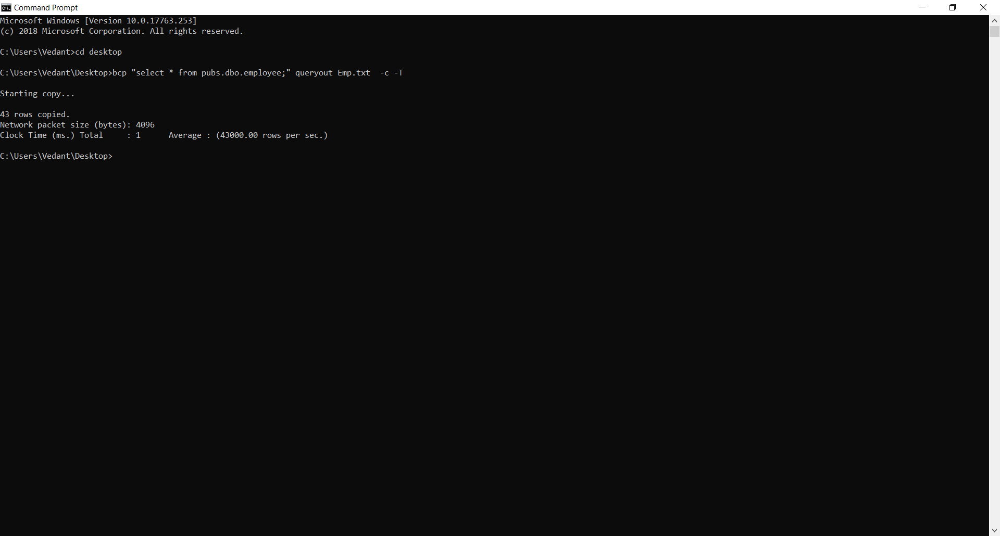 Command Prompt
Microsoft Windows [Version 10.0.17763.253]
(c) 2018 Microsoft Corporation. All rights reserved.
C:\Users\Vedant>cd desktop
C:\Users\Vedant\Desktop>bcp "select * from pubs.dbo.employee;" queryout Emp.txt  -c -T
Starting copy...
43 rows copied.
Network packet size (bytes): 4096
Clock Time (ms.) Total     : 1      Average : (43000.00 rows per sec.)
C:\Users\Vedant\Desktop>